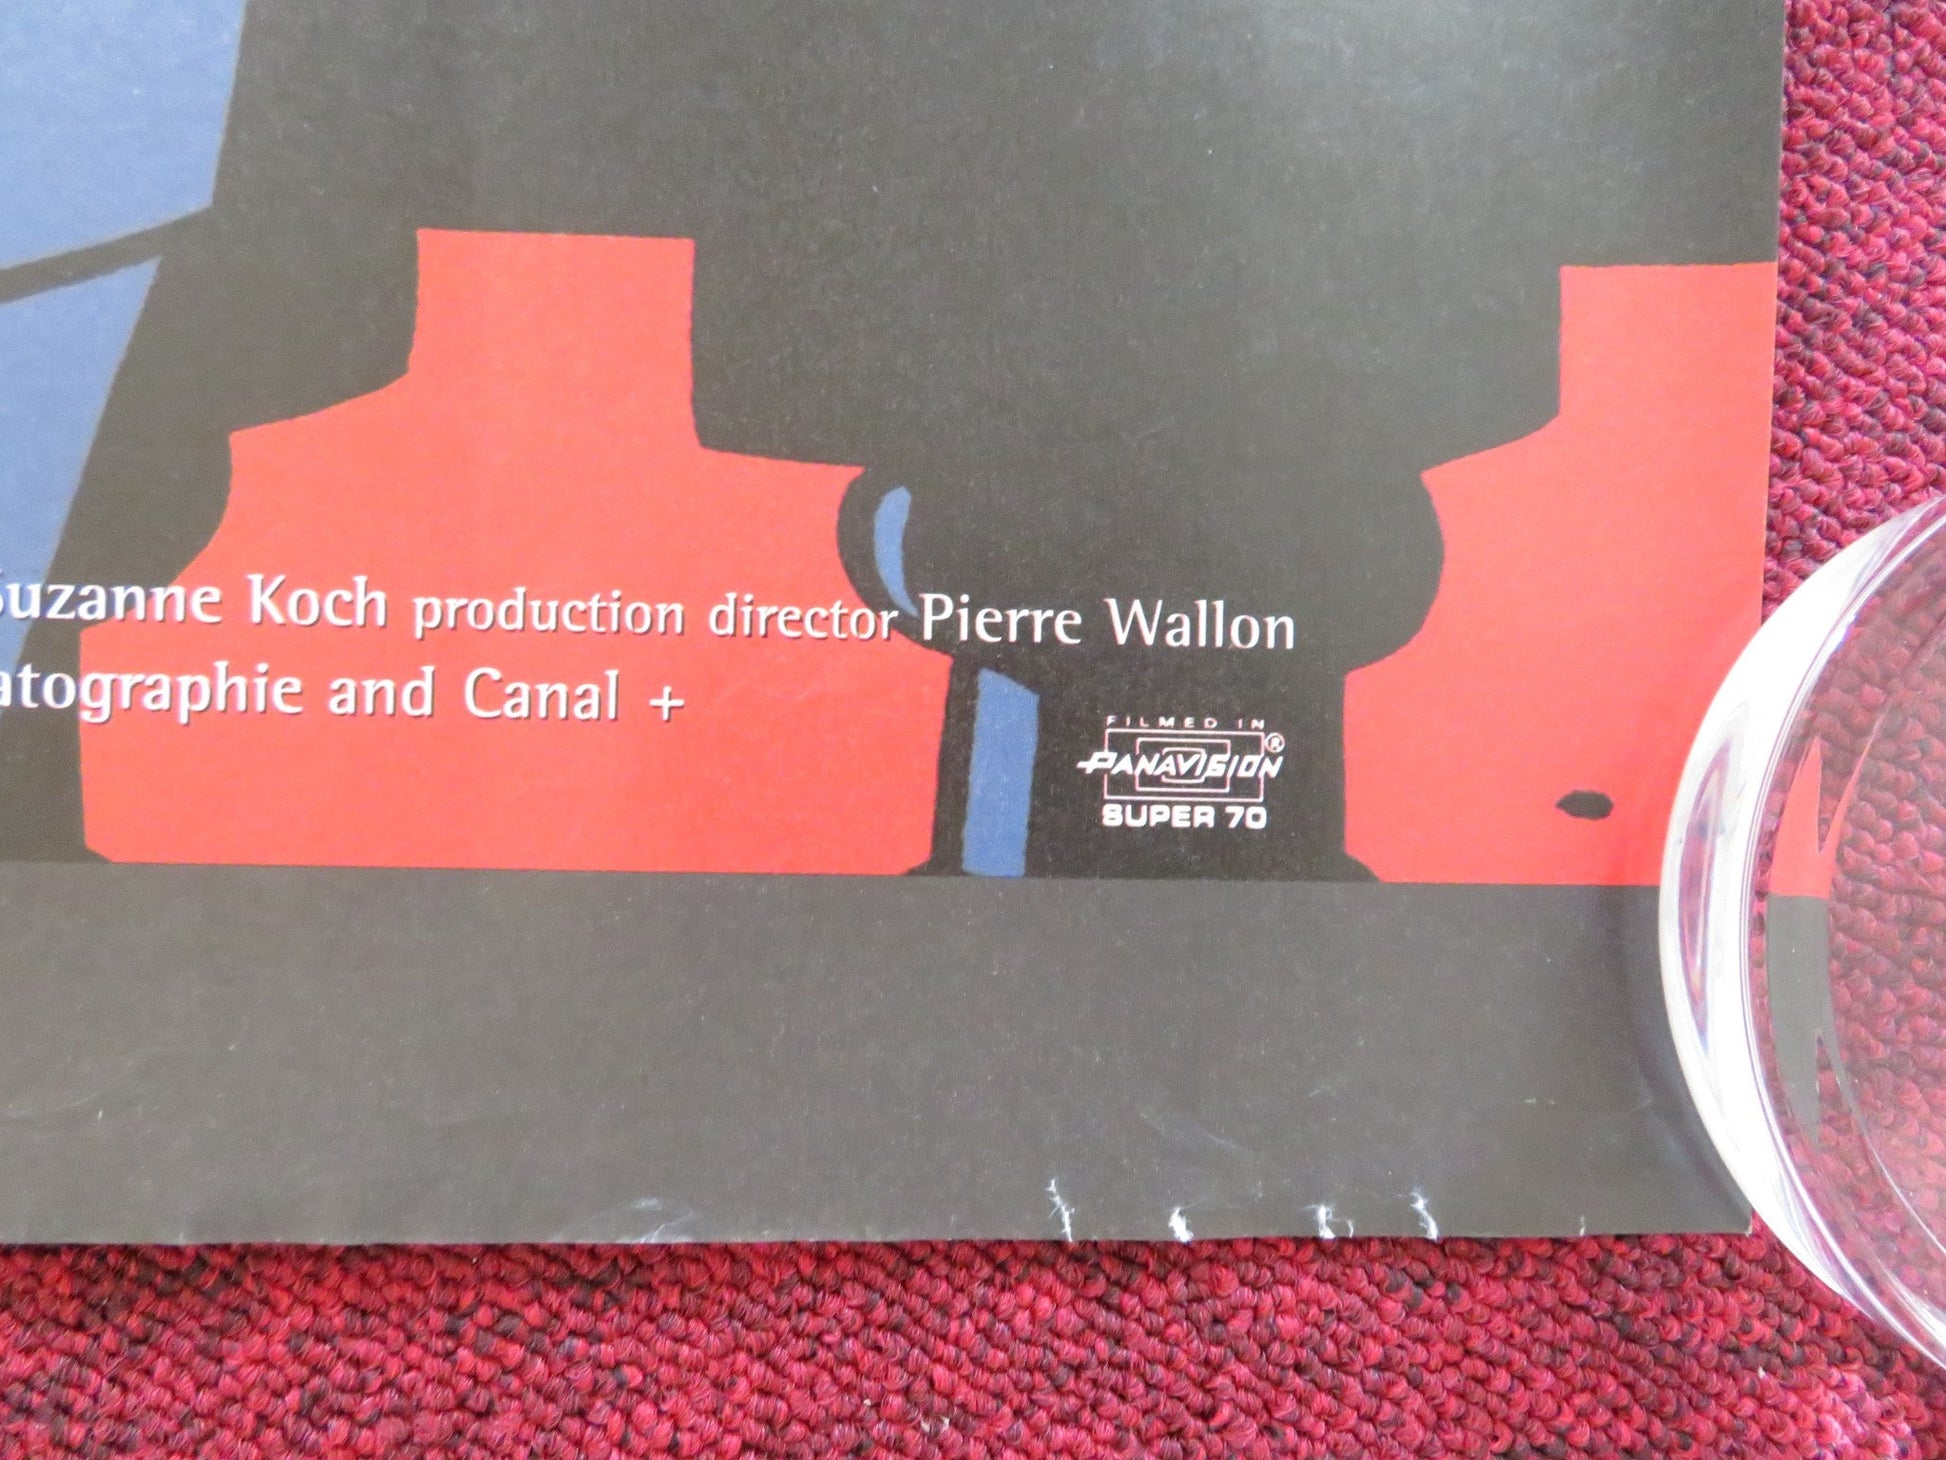 Suzanne Koch production director Pierre Wallon
atographie and Canal +
FILMED IN
PANAVISION®
SUPER 70